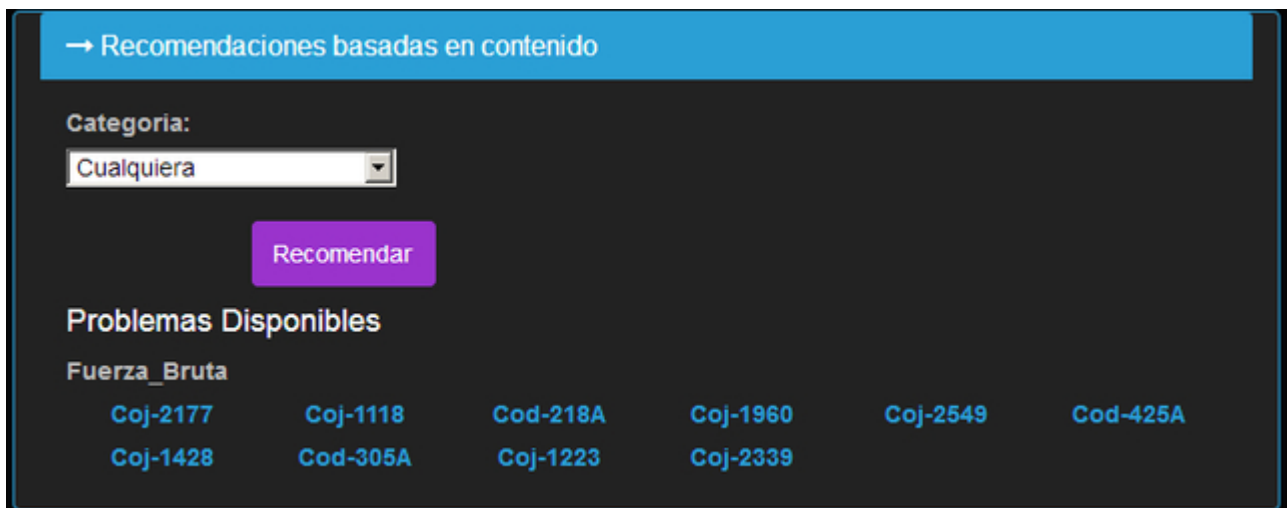 → Recomendaciones basadas en contenido
Categoria:
Cualquiera
Recomendar
Problemas Disponibles
Fuerza_Bruta
Coj-2177 Coj-1118 Cod-218A Coj-1960 Coj-2549 Cod-425A
Coj-1428 Cod-305A Coj-1223 Coj-2339